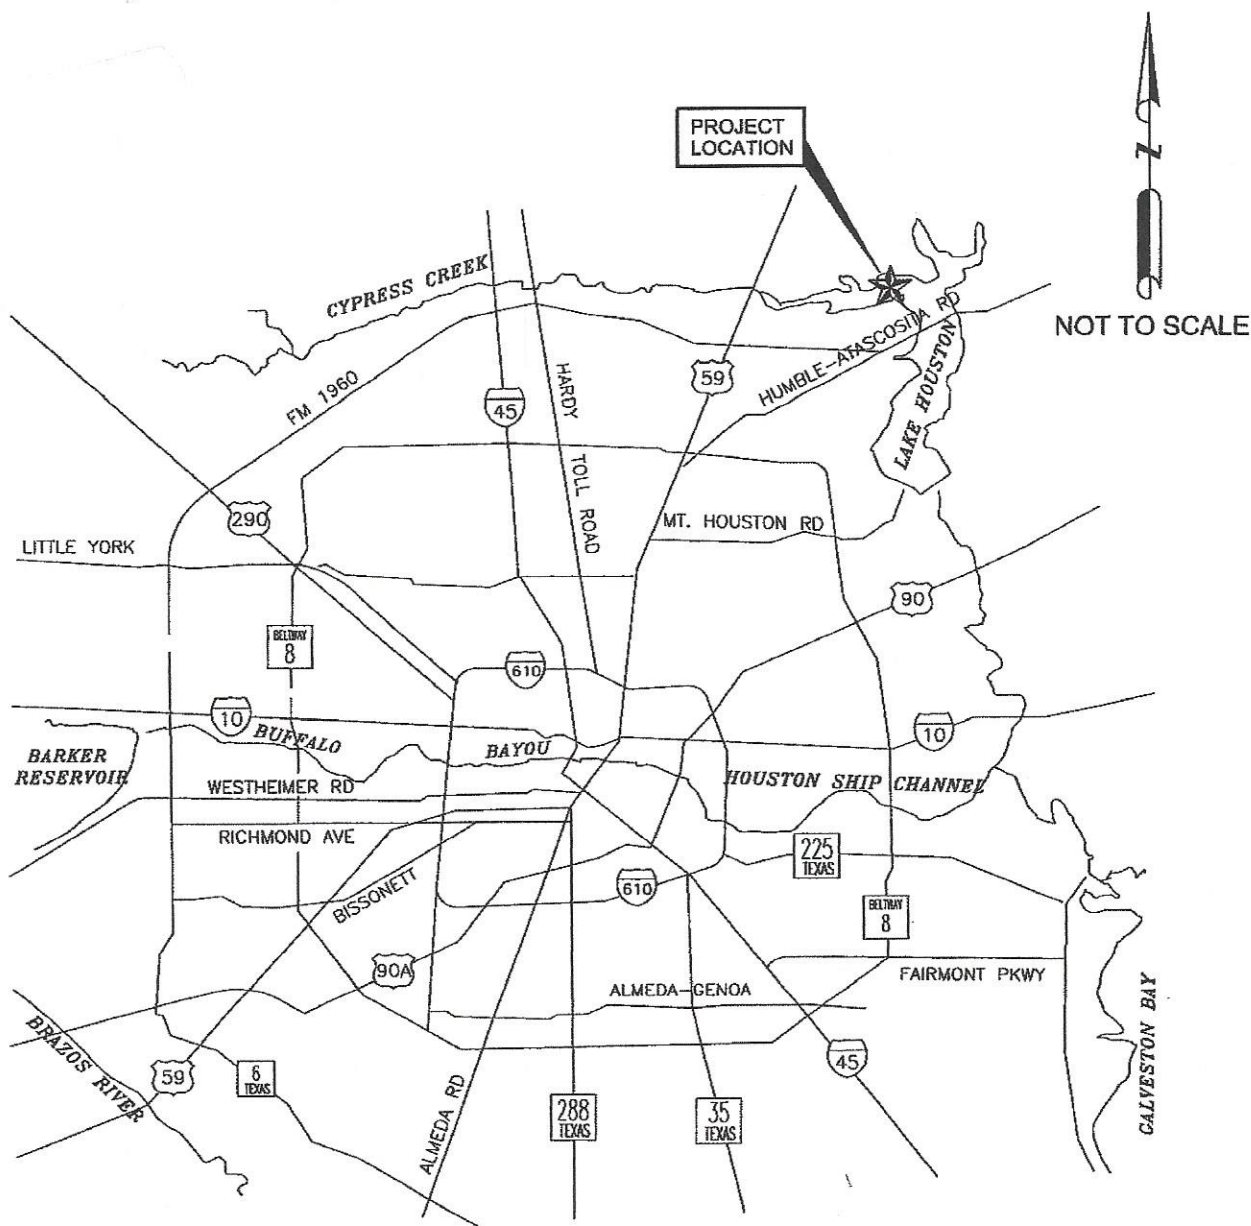 PROJECT
LOCATION
N
NOT TO SCALE
CYPRESS CREEK
HUMBLE-ATASCOSITA RD
FM 1960
45
HARDY TOLL ROAD
59
LAKE HOUSTON
290
MT. HOUSTON RD
LITTLE YORK
90
BELTWAY
8
610
10
10
BUFFALO BAYOU
BARKER
RESERVOIR
WESTHEIMER RD
HOUSTON SHIP CHANNEL
RICHMOND AVE
225
TEXAS
BISSONETT
610
BELTWAY
8
90A
FAIRMONT PKWY
ALMEDA-GENOA
BRAZOS RIVER
59
6
TEXAS
45
ALMEDA RD
288
TEXAS
35
TEXAS
GALVESTON BAY